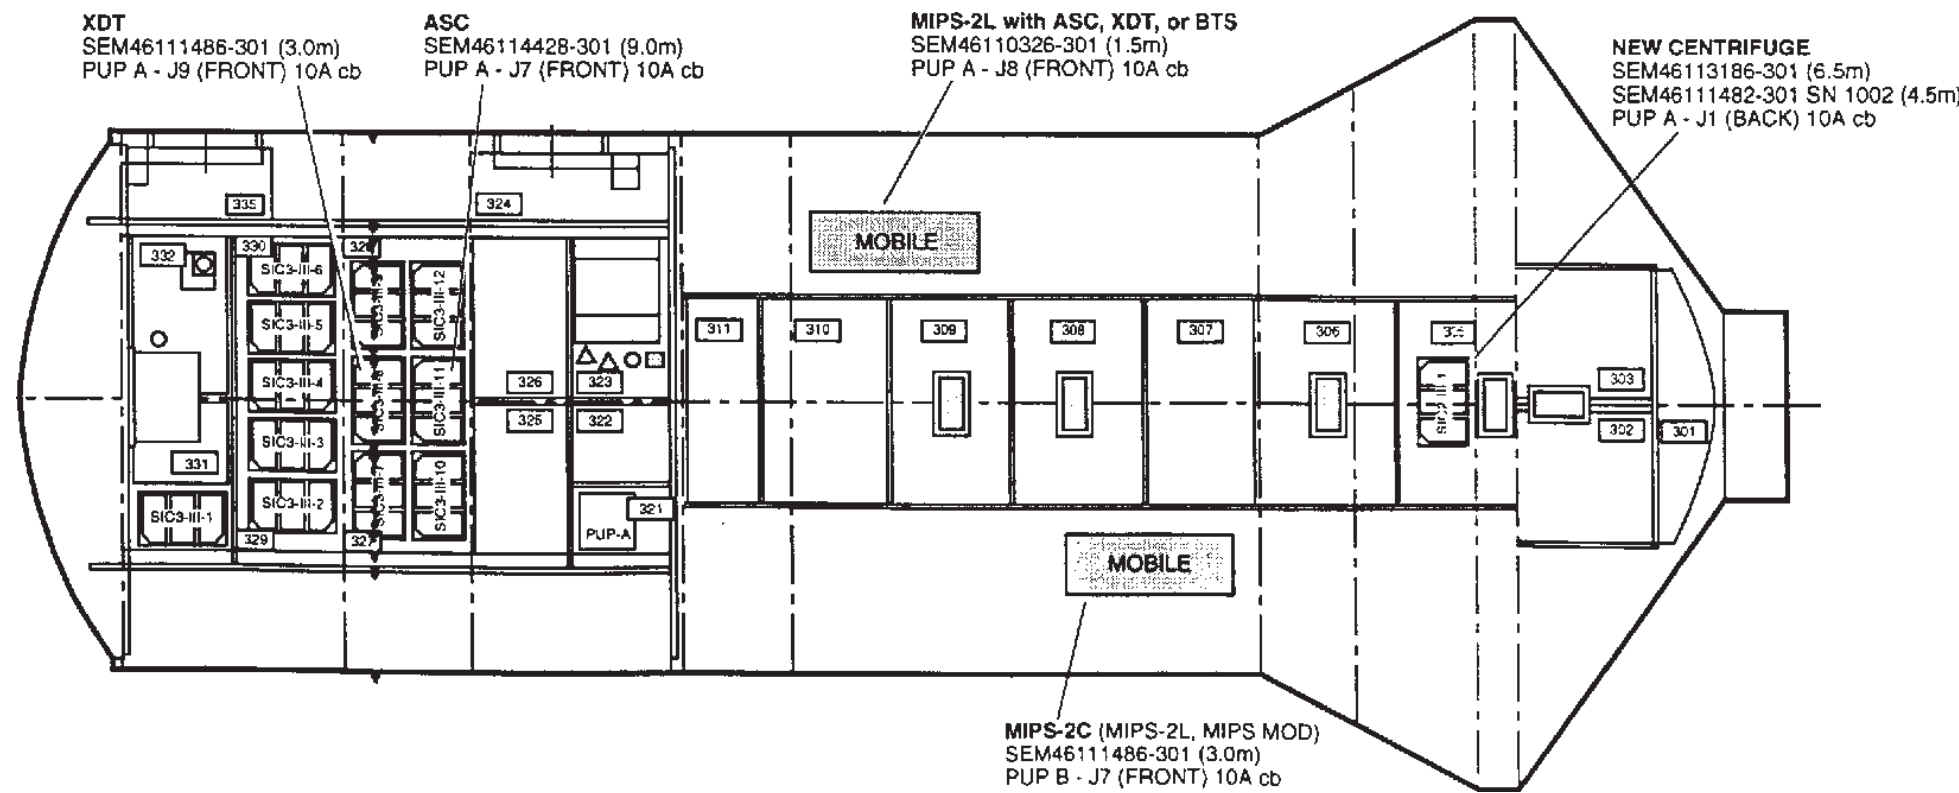 XDT
SEM46111486-301 (3.0m)
PUP A - J9 (FRONT) 10A cb
ASC
SEM46114428-301 (9.0m)
PUP A - J7 (FRONT) 10A cb
MIPS-2L with ASC, XDT, or BTS
SEM46110326-301 (1.5m)
PUP A - J8 (FRONT) 10A cb
NEW CENTRIFUGE
SEM46113186-301 (6.5m)
SEM46111482-301 SN 1002 (4.5m)
PUP A - J1 (BACK) 10A cb
335
324
MOBILE
332
330
SIC3-III-6
SIC3-III-12
SIC3-III-5
311
310
309
308
307
306
SIC3-III-4
SIC3-III-11
326
323
303
325
322
302
301
SIC3-III-3
331
SIC3-III-2
SIC3-III-7
SIC3-III-10
SIC3-III-1
321
PUP-A
329
MOBILE
MIPS-2C (MIPS-2L, MIPS MOD)
SEM46111486-301 (3.0m)
PUP B - J7 (FRONT) 10A cb